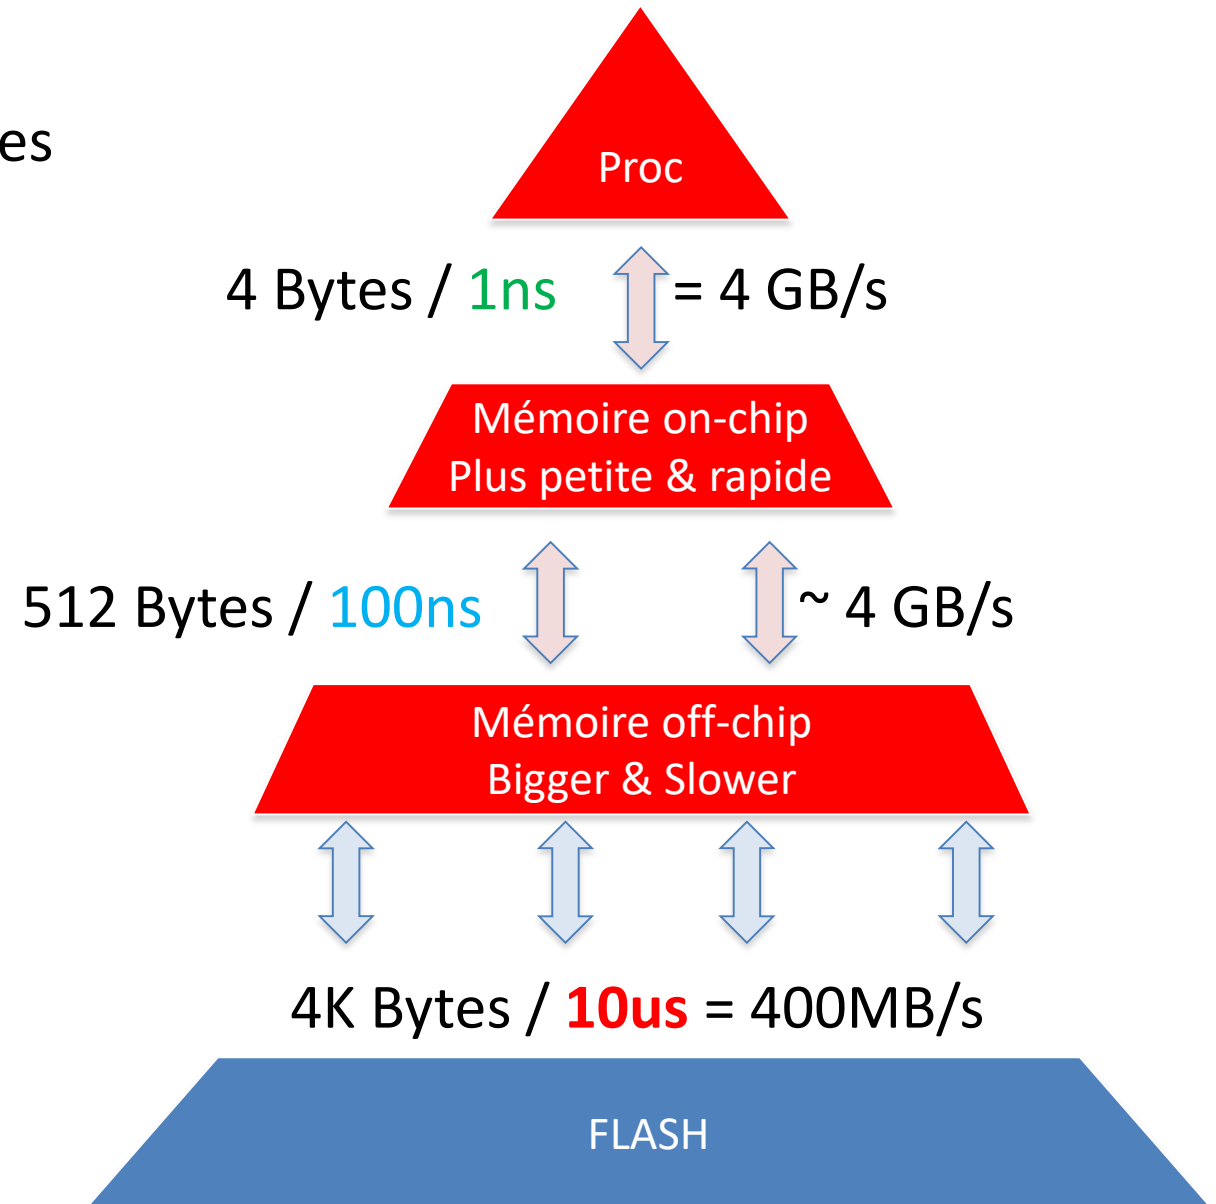 es
Proc
4 Bytes / 1ns = 4 GB/s
Mémoire on-chip
Plus petite & rapide
512 Bytes / 100ns ~ 4 GB/s
Mémoire off-chip
Bigger & Slower
4K Bytes / 10us = 400MB/s
FLASH